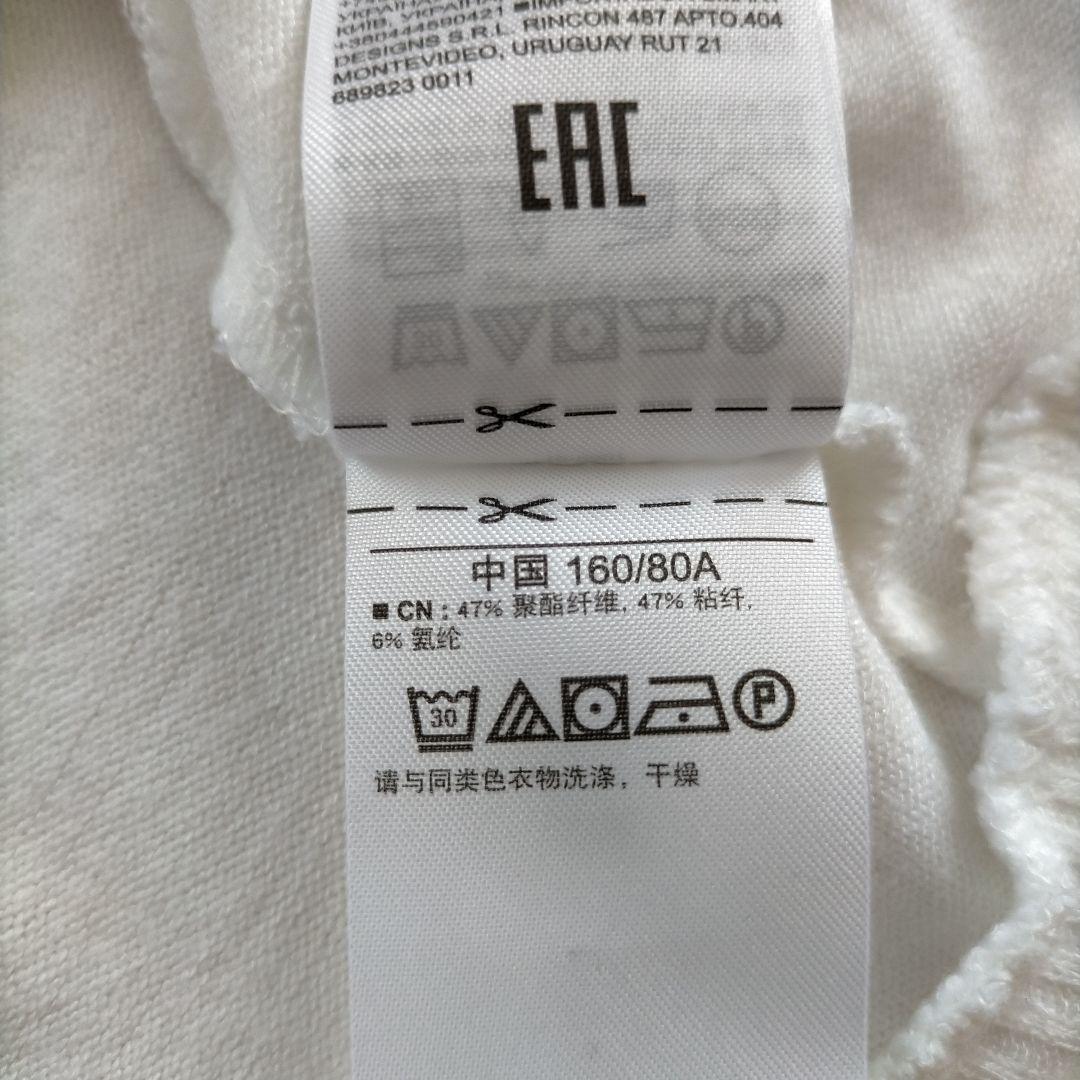 КИЇВ, УКРАЇНА
+380444590421 ■IMPO
DESIGNS S.R.L. RINCON 487 APTO.404
MONTEVIDEO, URUGUAY RUT 21
689823 0011
EAC
中国 160/80A
■ CN : 47% 聚酯纤维, 47% 粘纤,
6% 氨纶
30
P
请与同类色衣物洗涤，干燥